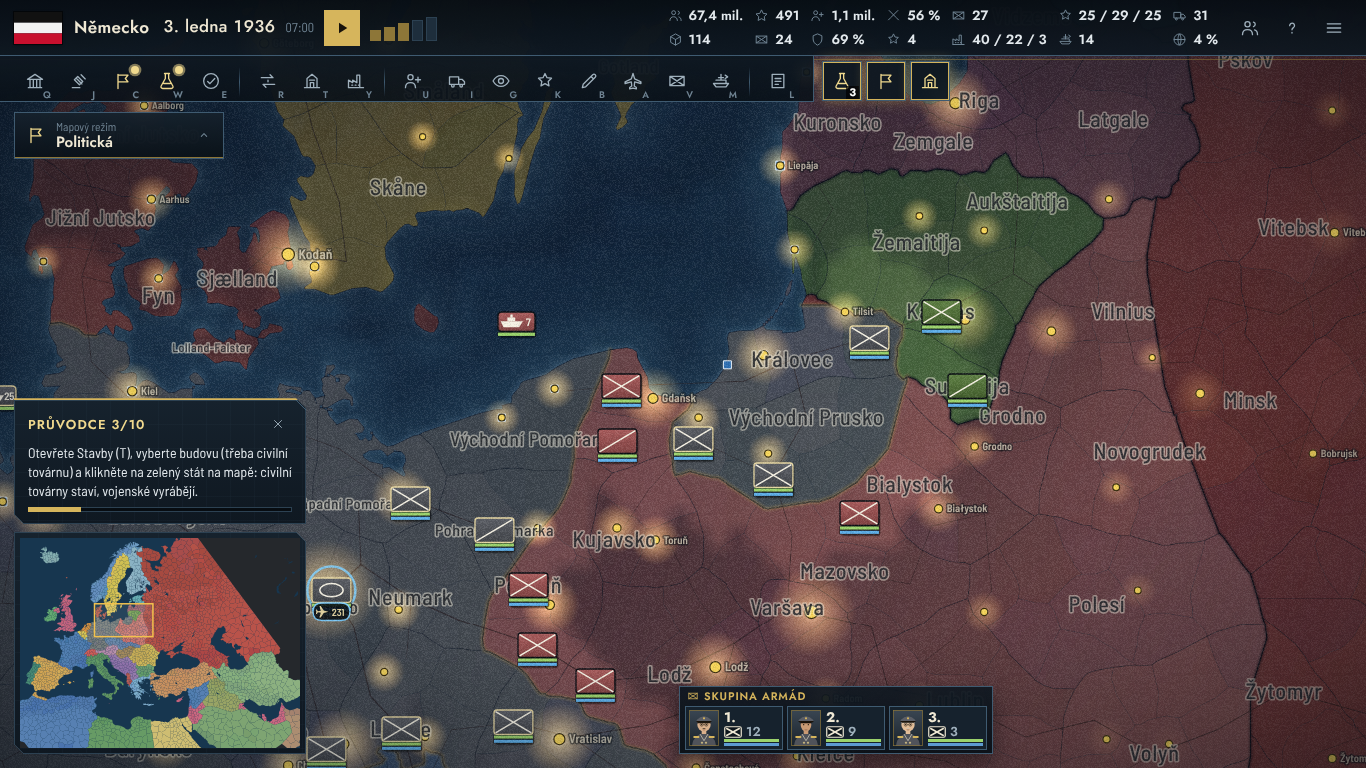 Německo
3. ledna 1936
07:00
67,4 mil.
491
1,1 mil.
56 %
27
25 / 29 / 25
31
114
24
69 %
4
40 / 22 / 3
14
4 %
?
Q
J
C
W
E
R
T
Y
U
I
G
K
B
A
V
M
L
3
Mapový režim
Politická
Aalborg
Pskov
Riga
Kuronsko
Zemgale
Latgale
Liepāja
Skåne
Aarhus
Jižní Jutsko
Aukštaitija
Žemaitija
Vitebsk
Kodaň
Sjælland
Fyn
Tilsit
Vilnius
7
Lolland-Falster
Královec
Kiel
25
Gdaňsk
Grodno
Minsk
Východní Prusko
Východní Pomořan
Grodno
Novogrudek
Bobrujsk
PRŮVODCE 3/10
Otevřete Stavby (T), vyberte budovu (třeba civilní
továrnu) a klikněte na zelený stát na mapě: civilní
továrny staví, vojenské vyrábějí.
Bialystok
Białystok
Kujavsko
Toruň
Mazovsko
Neumark
231
Varšava
Polesí
Lodž
Lodž
Žytomyr
Vratislav
Volyň
SKUPINA ARMÁD
1.
12
2.
9
3.
3